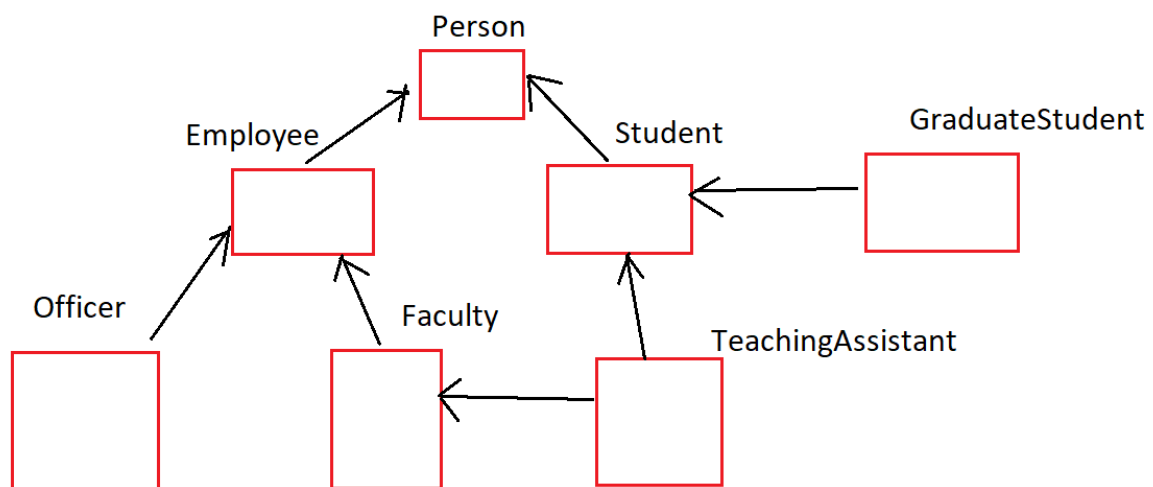 Person
Employee
Student
GraduateStudent
Officer
Faculty
TeachingAssistant